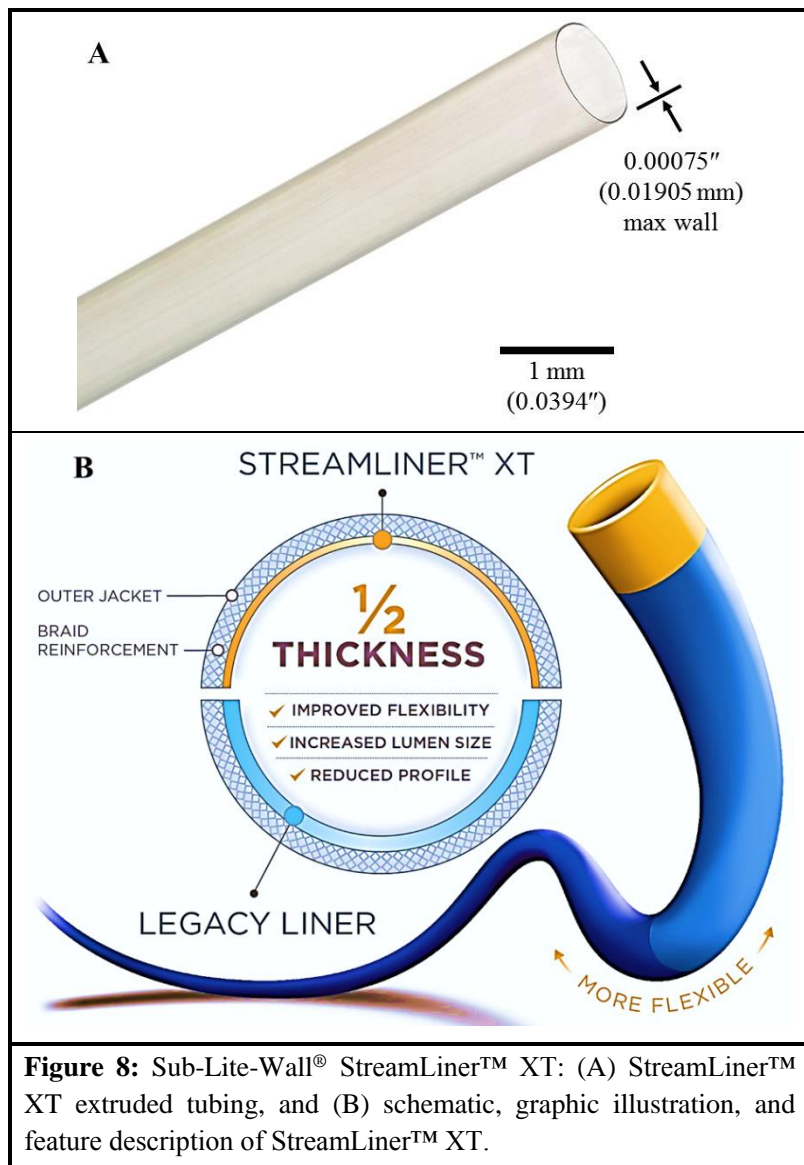 A
0.00075″
(0.01905 mm)
max wall
1 mm
(0.0394″)
B
STREAMLINER™ XT
OUTER JACKET
BRAID
REINFORCEMENT
½
THICKNESS
✓ IMPROVED FLEXIBILITY
✓ INCREASED LUMEN SIZE
✓ REDUCED PROFILE
LEGACY LINER
MORE FLEXIBLE
Figure 8: Sub-Lite-Wall® StreamLiner™ XT: (A) StreamLiner™
XT extruded tubing, and (B) schematic, graphic illustration, and
feature description of StreamLiner™ XT.